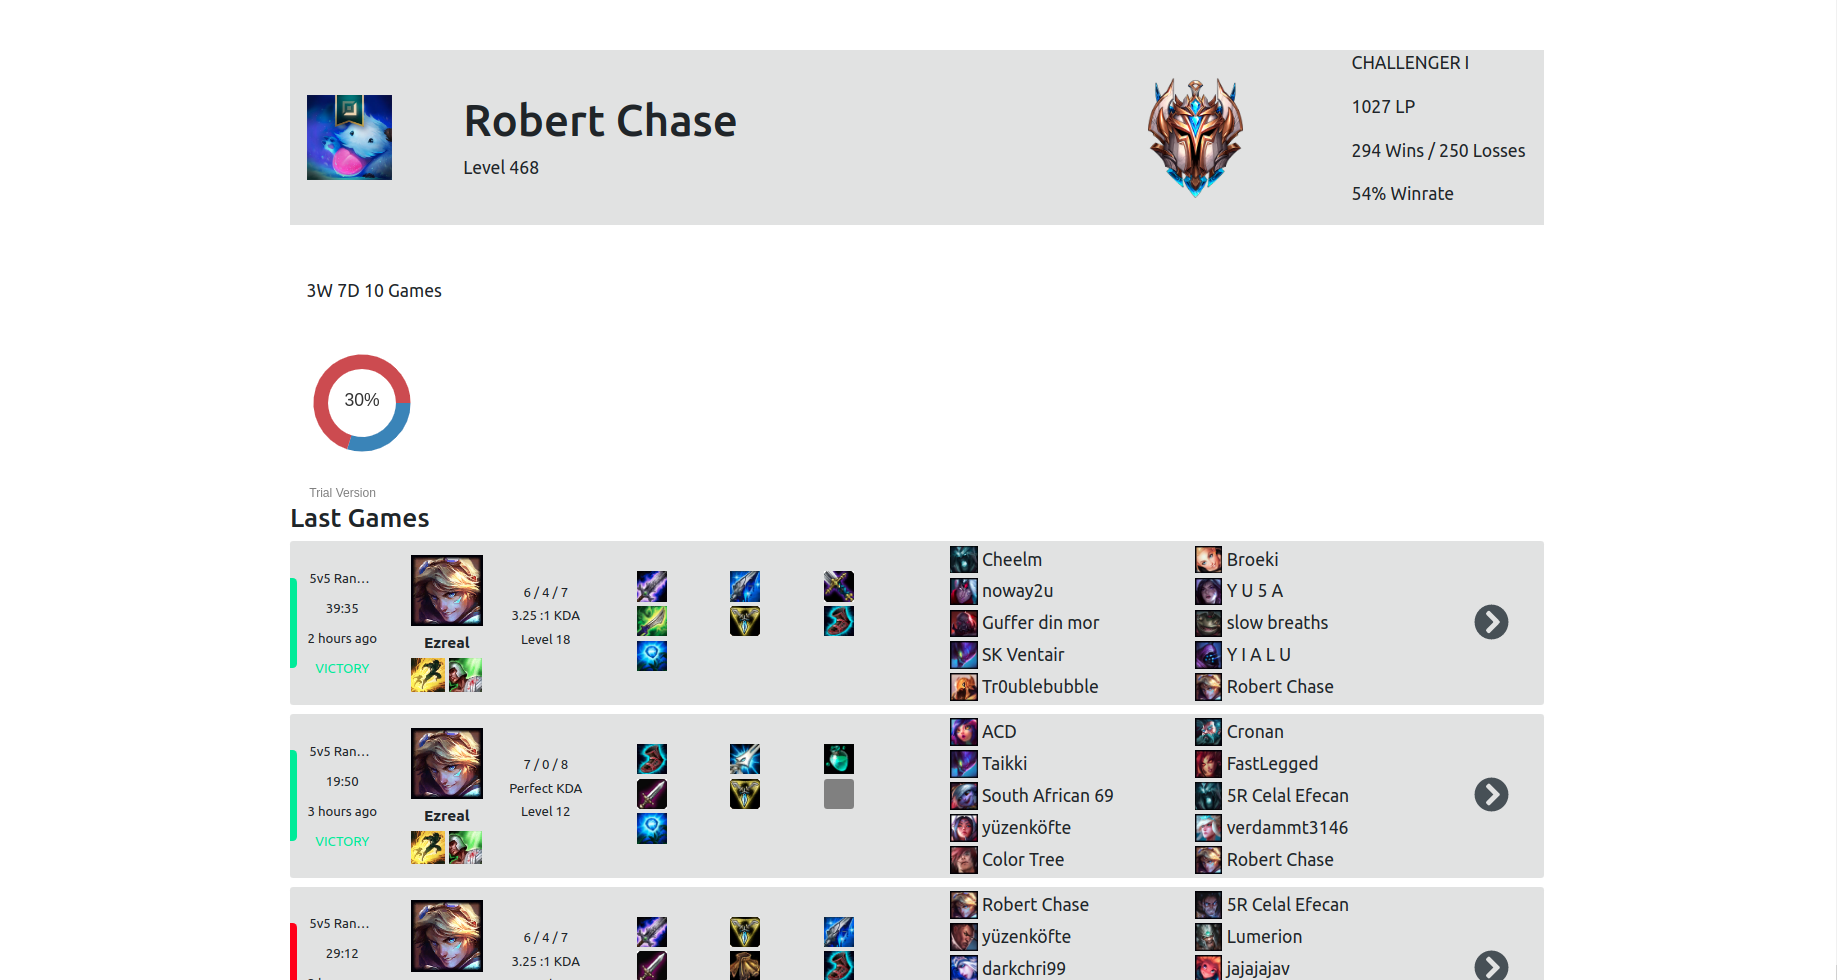 Robert Chase
Level 468
CHALLENGER I
1027 LP
294 Wins / 250 Losses
54% Winrate
3W 7D 10 Games
30%
Trial Version
Last Games
5v5 Ran...
39:35
2 hours ago
VICTORY
Ezreal
6 / 4 / 7
3.25 :1 KDA
Level 18
Cheelm
noway2u
Guffer din mor
SK Ventair
Tr0ublebubble
Broeki
Y U 5 A
slow breaths
Y I A L U
Robert Chase
5v5 Ran...
19:50
3 hours ago
VICTORY
Ezreal
7 / 0 / 8
Perfect KDA
Level 12
ACD
Taikki
South African 69
yüzenköfte
Color Tree
Cronan
FastLegged
5R Celal Efecan
verdammt3146
Robert Chase
5v5 Ran...
29:12
6 / 4 / 7
3.25 :1 KDA
Robert Chase
yüzenköfte
darkchri99
5R Celal Efecan
Lumerion
jajajajav